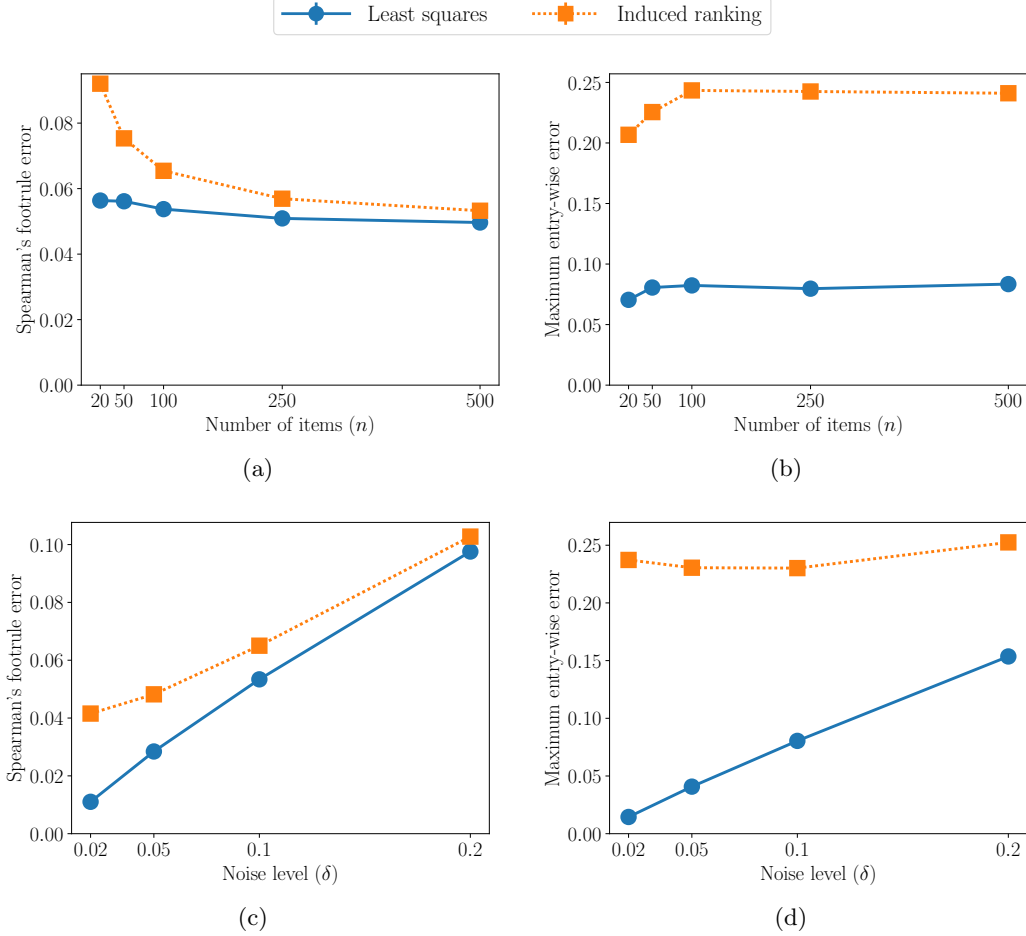 Least squares
Induced ranking
Spearman's footrule error
0.08
0.06
0.04
0.02
0.00
20 50 100 250 500
Number of items (n)
(a)
Maximum entry-wise error
0.25
0.20
0.15
0.10
0.05
0.00
20 50 100 250 500
Number of items (n)
(b)
Spearman's footrule error
0.10
0.08
0.06
0.04
0.02
0.00
0.02 0.05 0.1 0.2
Noise level (δ)
(c)
Maximum entry-wise error
0.25
0.20
0.15
0.10
0.05
0.00
0.02 0.05 0.1 0.2
Noise level (δ)
(d)